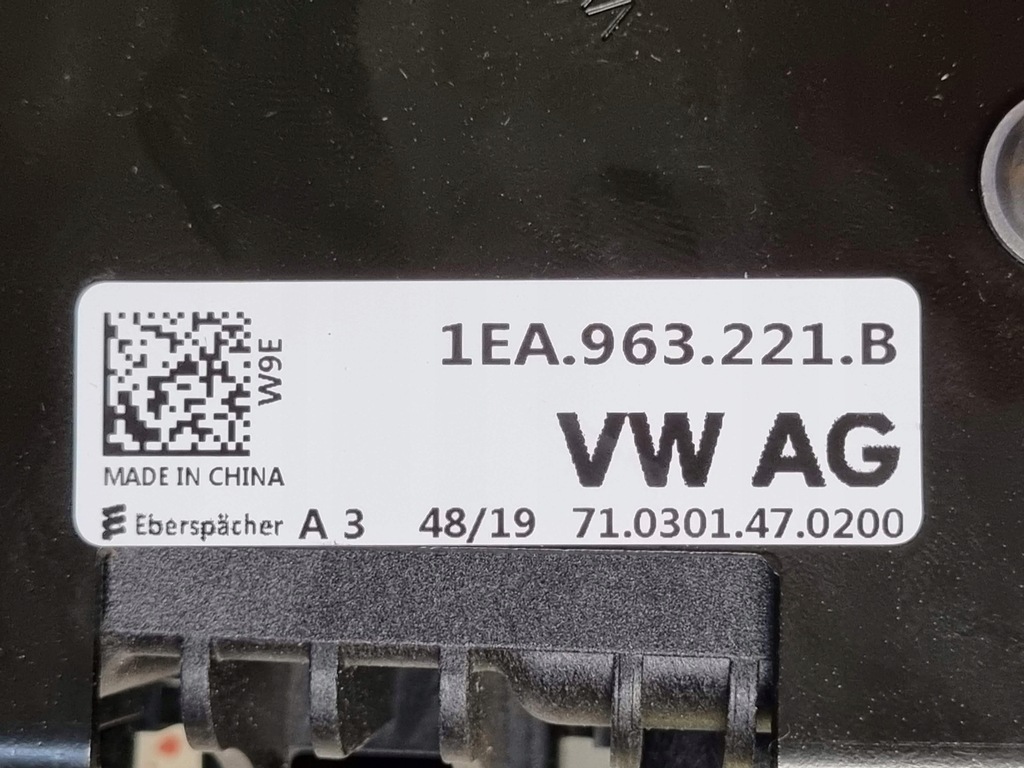 1EA.963.221.B
W9E
VW AG
MADE IN CHINA
Eberspächer A 3 48/19 71.0301.47.0200